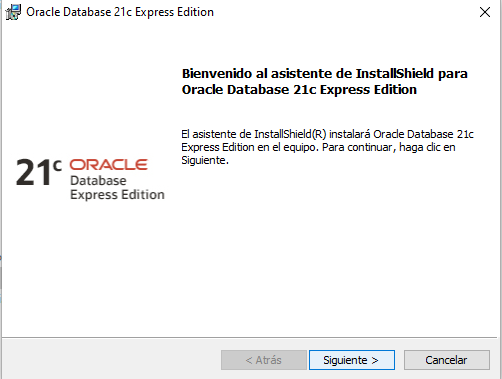 Oracle Database 21c Express Edition
Bienvenido al asistente de InstallShield para
Oracle Database 21c Express Edition
El asistente de InstallShield(R) instalará Oracle Database 21c
Express Edition en el equipo. Para continuar, haga clic en
Siguiente.
21c ORACLE
Database
Express Edition
< Atrás
Siguiente >
Cancelar